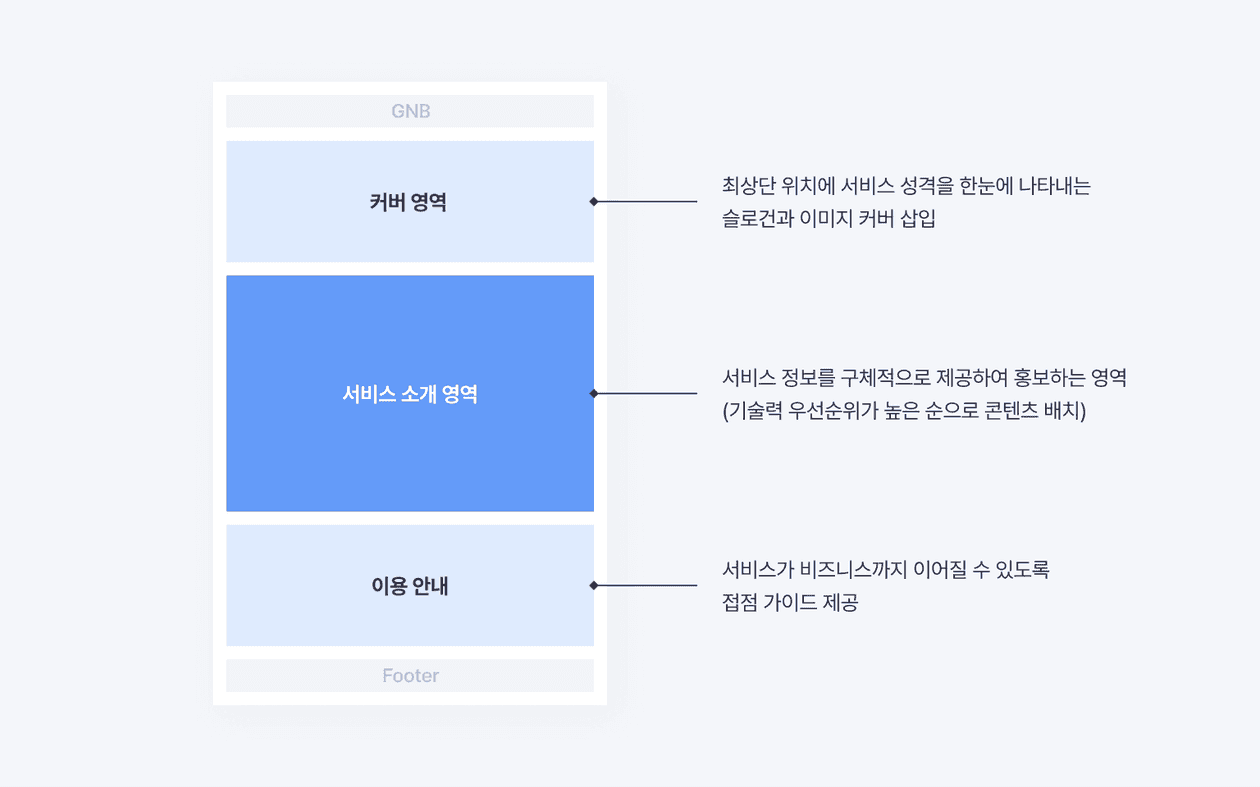 GNB
커버 영역
최상단 위치에 서비스 성격을 한눈에 나타내는
슬로건과 이미지 커버 삽입
서비스 소개 영역
서비스 정보를 구체적으로 제공하여 홍보하는 영역
(기술력 우선순위가 높은 순으로 콘텐츠 배치)
이용 안내
서비스가 비즈니스까지 이어질 수 있도록
접점 가이드 제공
Footer